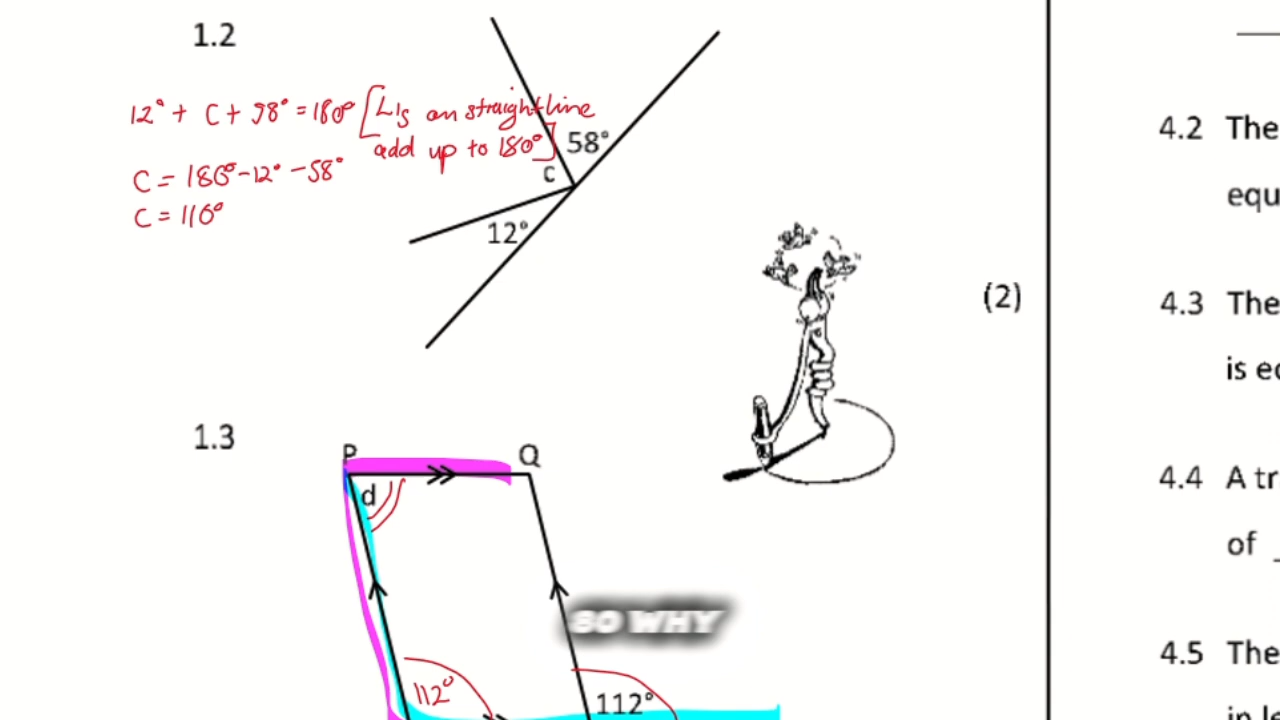 1.2
12° + C + 58° = 180° [L's on straight line
add up to 180°]
C = 180° - 12° - 58°
C = 110°
58°
C
12°
(2)
1.3
P
Q
d
SO WHY
112°
112°
4.2 The
equ
4.3 The
is ec
4.4 A tr
of _
4.5 The